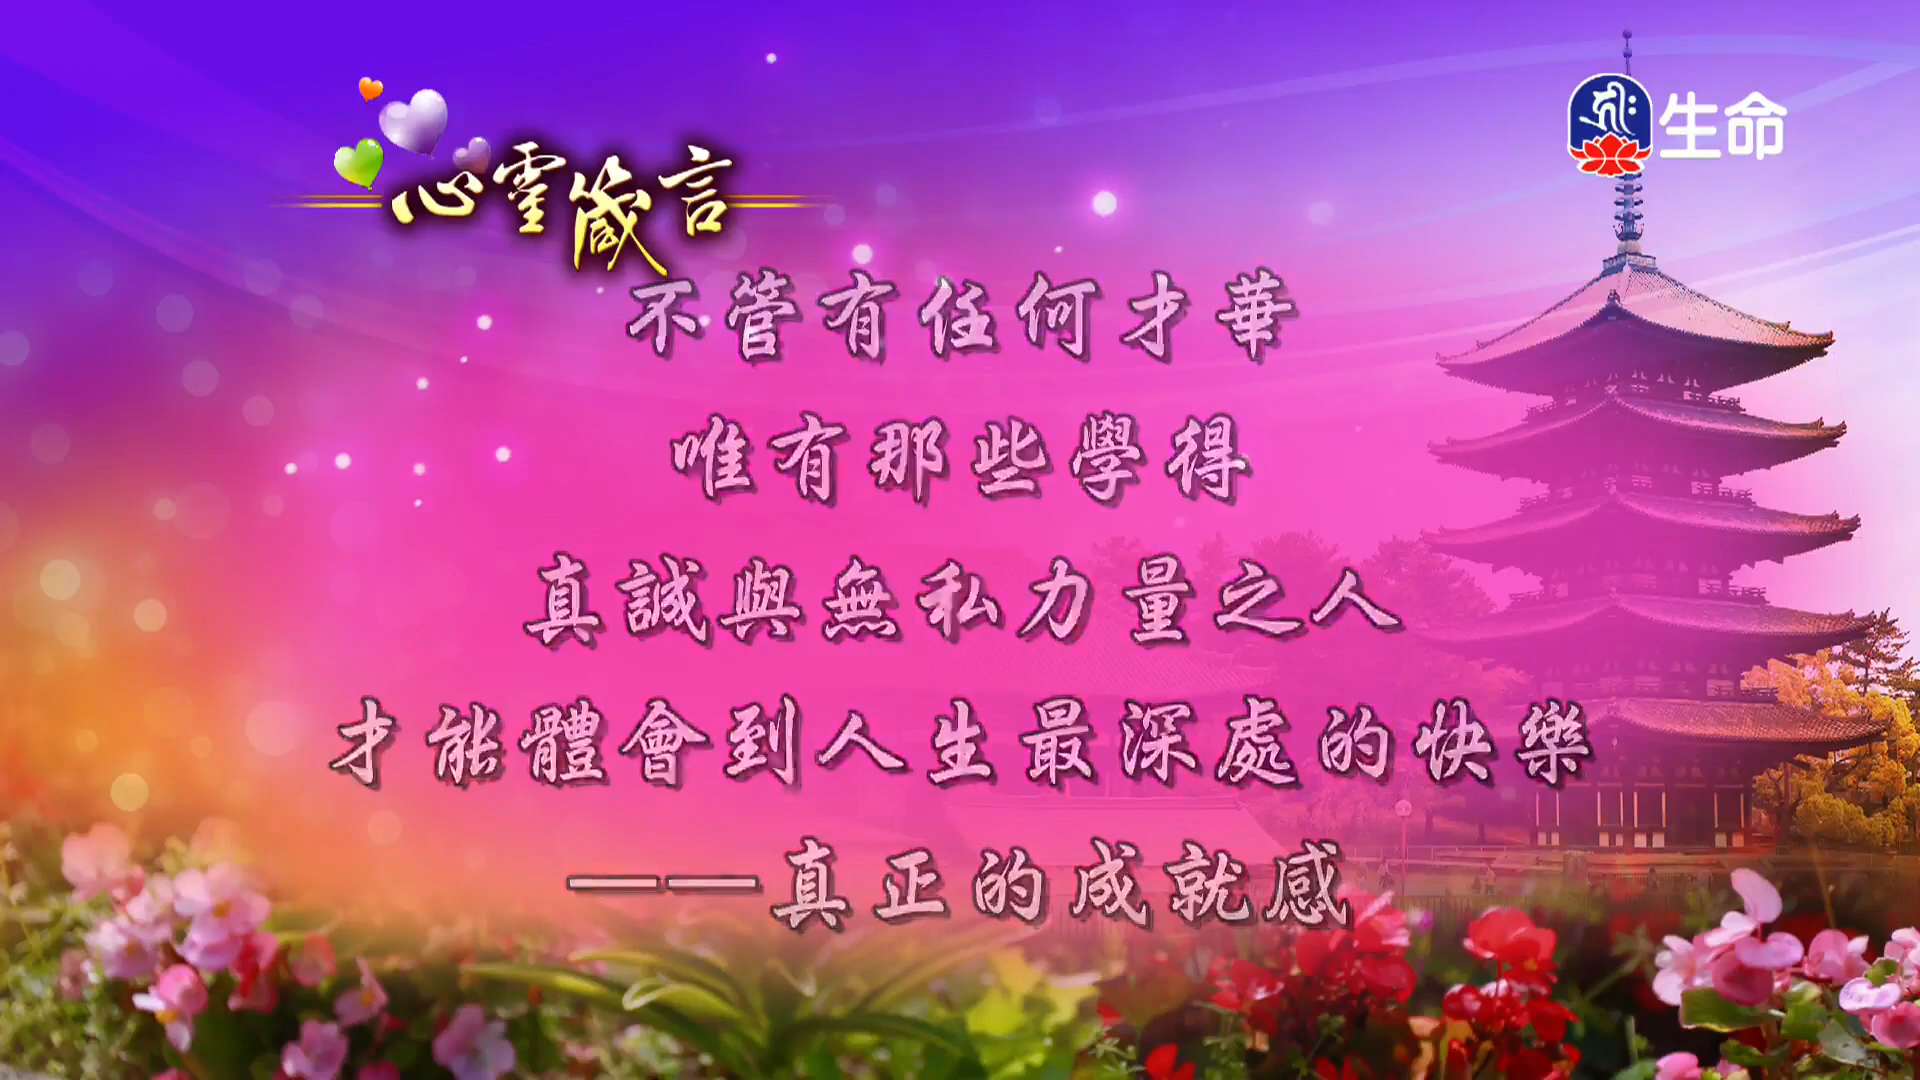 心靈箴言
生命
不管有任何才華
唯有那些學得
真誠與無私力量之人
才能體會到人生最深處的快樂
——真正的成就感